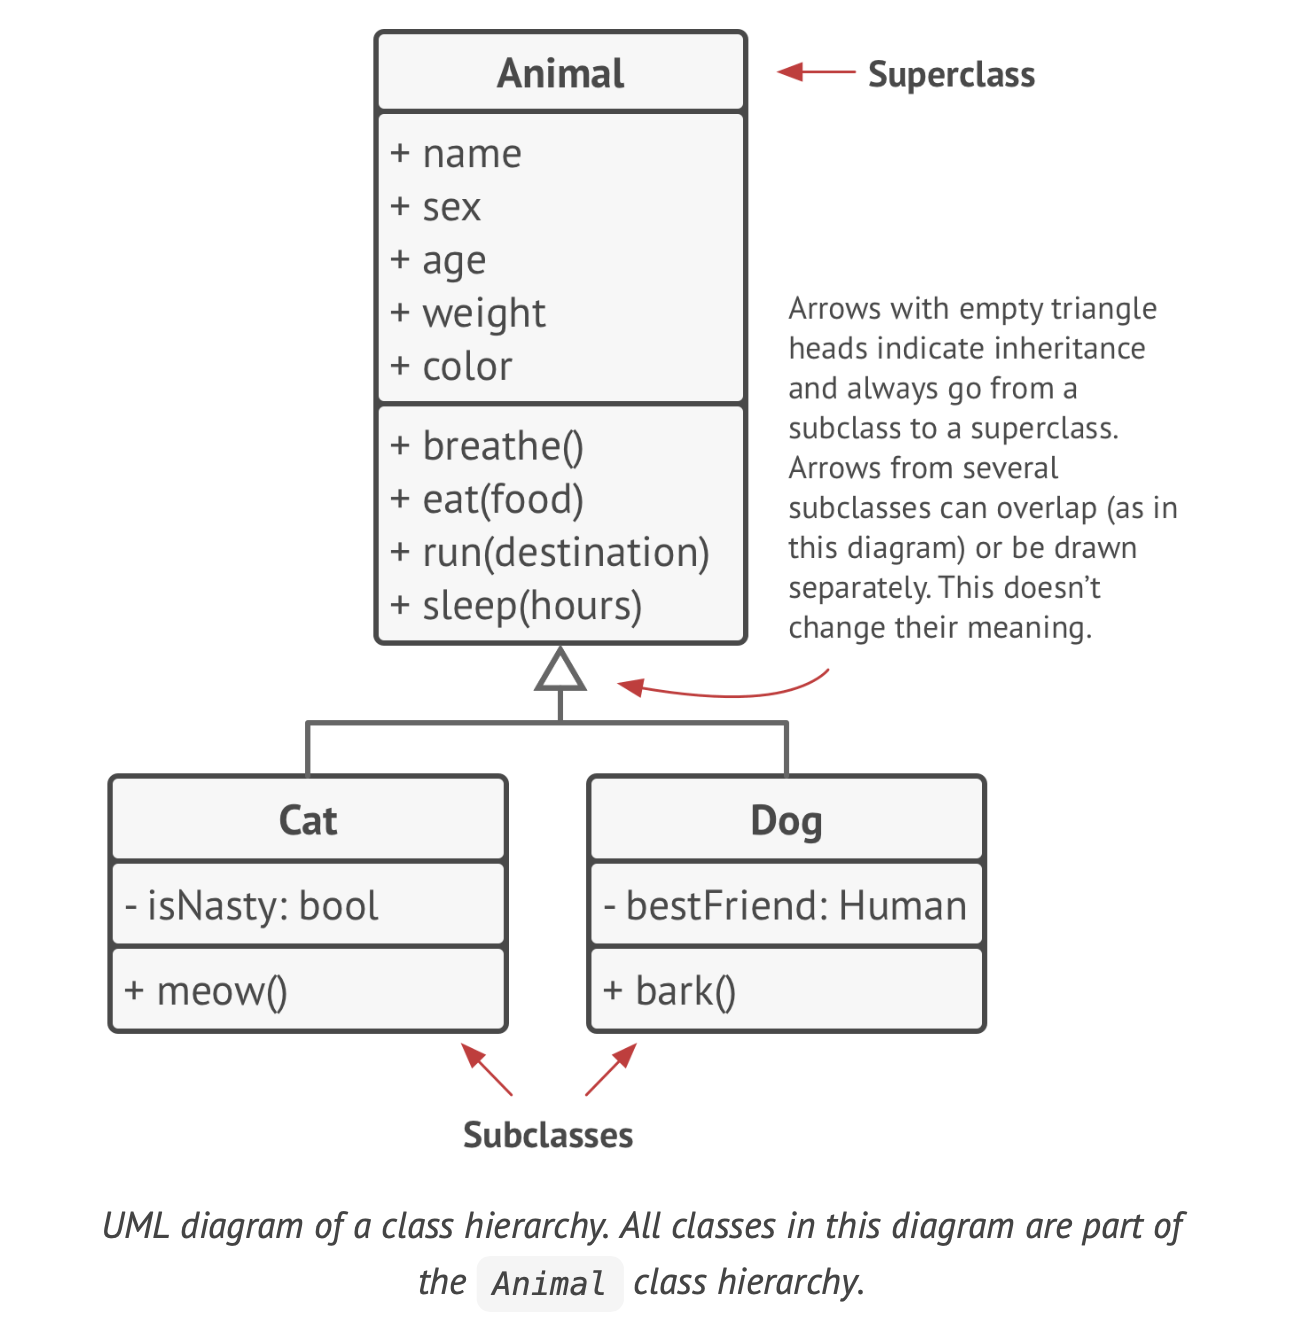 Animal
Superclass
+ name
+ sex
+ age
+ weight
+ color
+ breathe()
+ eat(food)
+ run(destination)
+ sleep(hours)
Arrows with empty triangle
heads indicate inheritance
and always go from a
subclass to a superclass.
Arrows from several
subclasses can overlap (as in
this diagram) or be drawn
separately. This doesn’t
change their meaning.
Cat
- isNasty: bool
+ meow()
Dog
- bestFriend: Human
+ bark()
Subclasses
UML diagram of a class hierarchy. All classes in this diagram are part of
the Animal class hierarchy.